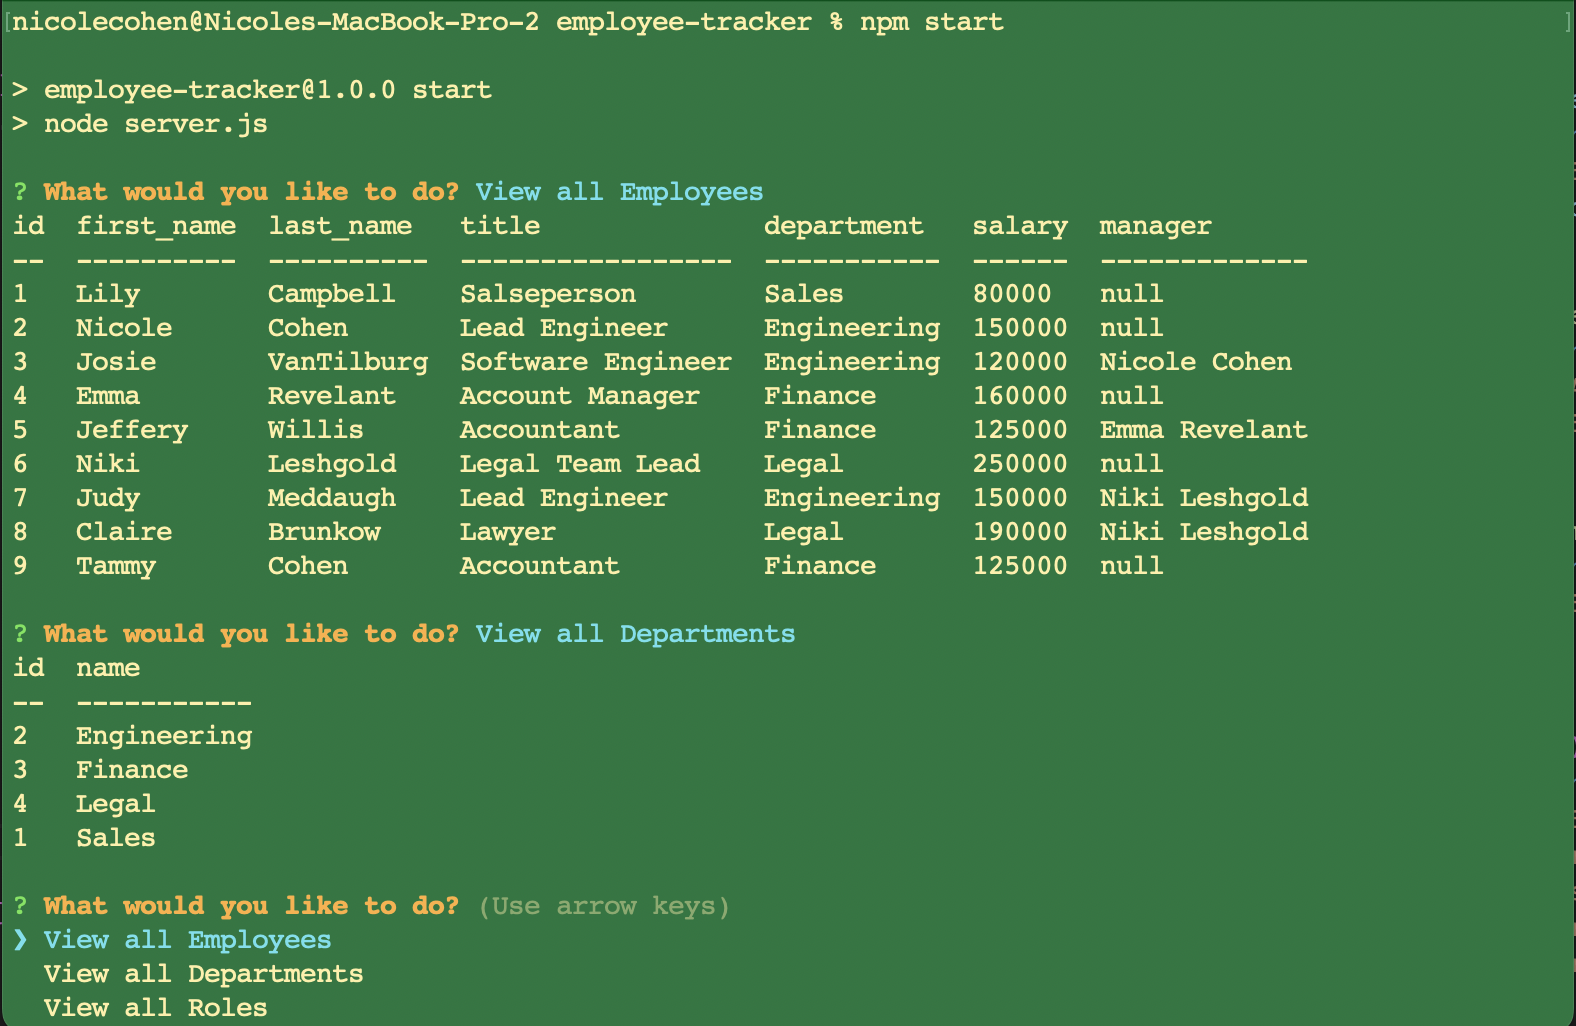 [nicolecohen@Nicoles-MacBook-Pro-2 employee-tracker % npm start ]
> employee-tracker@1.0.0 start
> node server.js
? What would you like to do? View all Employees
id  first_name  last_name   title              department   salary  manager
--  ----------  ----------  -----------------  -----------  ------  -------------
1   Lily        Campbell    Salseperson        Sales        80000   null
2   Nicole      Cohen       Lead Engineer      Engineering  150000  null
3   Josie       VanTilburg  Software Engineer  Engineering  120000  Nicole Cohen
4   Emma        Revelant    Account Manager    Finance      160000  null
5   Jeffery     Willis      Accountant         Finance      125000  Emma Revelant
6   Niki        Leshgold    Legal Team Lead    Legal        250000  null
7   Judy        Meddaugh    Lead Engineer      Engineering  150000  Niki Leshgold
8   Claire      Brunkow     Lawyer             Legal        190000  Niki Leshgold
9   Tammy       Cohen       Accountant         Finance      125000  null
? What would you like to do? View all Departments
id  name
--  -----------
2   Engineering
3   Finance
4   Legal
1   Sales
? What would you like to do? (Use arrow keys)
❯ View all Employees
  View all Departments
  View all Roles